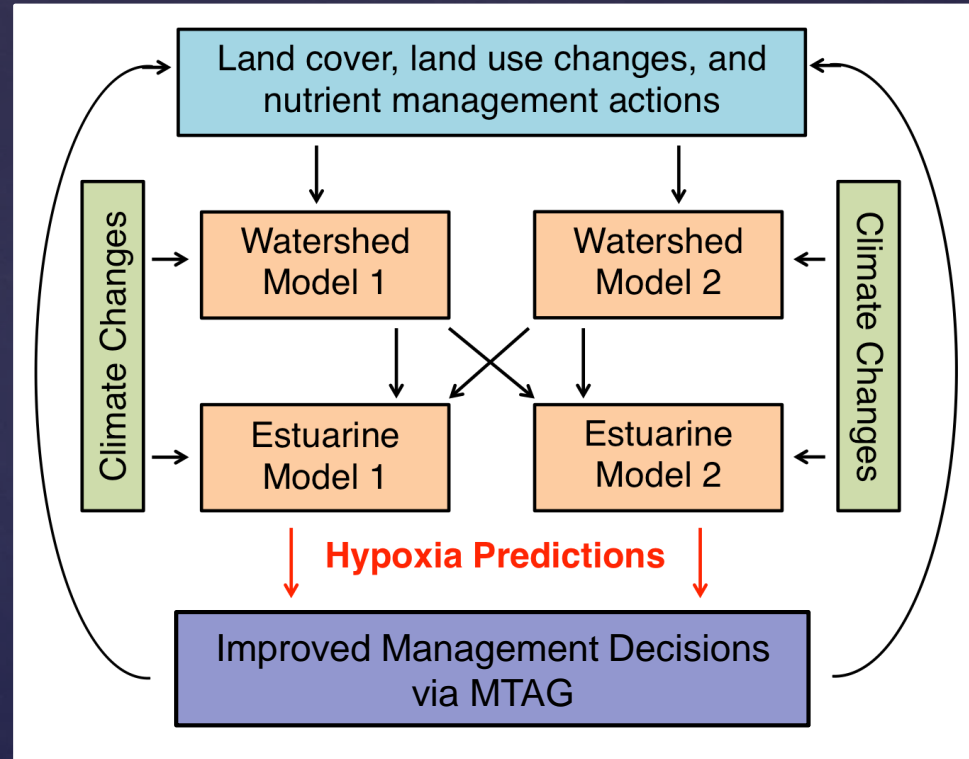 Land cover, land use changes, and
nutrient management actions
Climate Changes
Watershed
Model 1
Watershed
Model 2
Climate Changes
Estuarine
Model 1
Estuarine
Model 2
Hypoxia Predictions
Improved Management Decisions
via MTAG